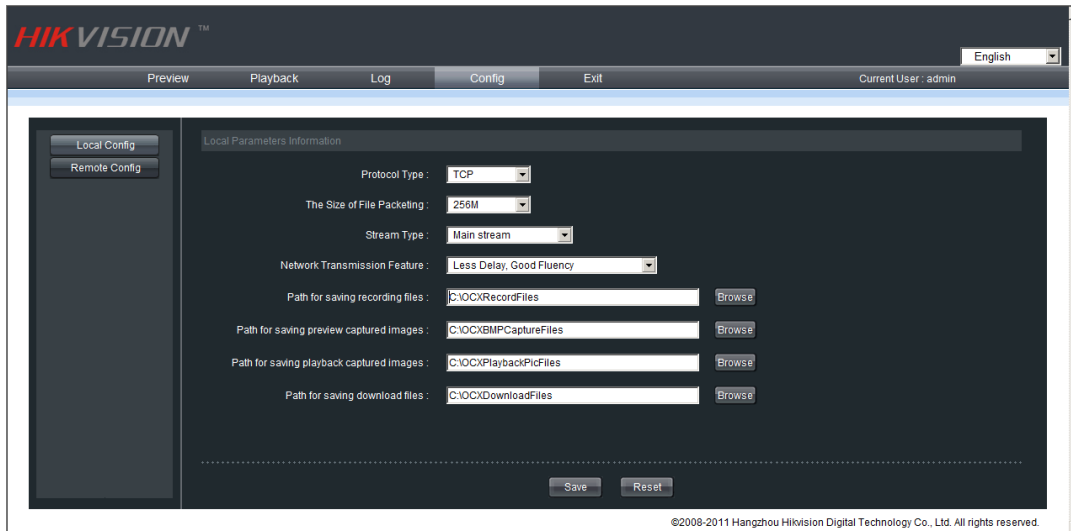 HIKVISION ™
English
Preview Playback Log Config Exit Current User : admin
Local Config
Remote Config
Local Parameters Information
Protocol Type : TCP
The Size of File Packeting : 256M
Stream Type : Main stream
Network Transmission Feature : Less Delay, Good Fluency
Path for saving recording files : C:\OCXRecordFiles Browse
Path for saving preview captured images : C:\OCXBMPCaptureFiles Browse
Path for saving playback captured images : C:\OCXPlaybackPicFiles Browse
Path for saving download files : C:\OCXDownloadFiles Browse
Save Reset
©2008-2011 Hangzhou Hikvision Digital Technology Co., Ltd. All rights reserved.